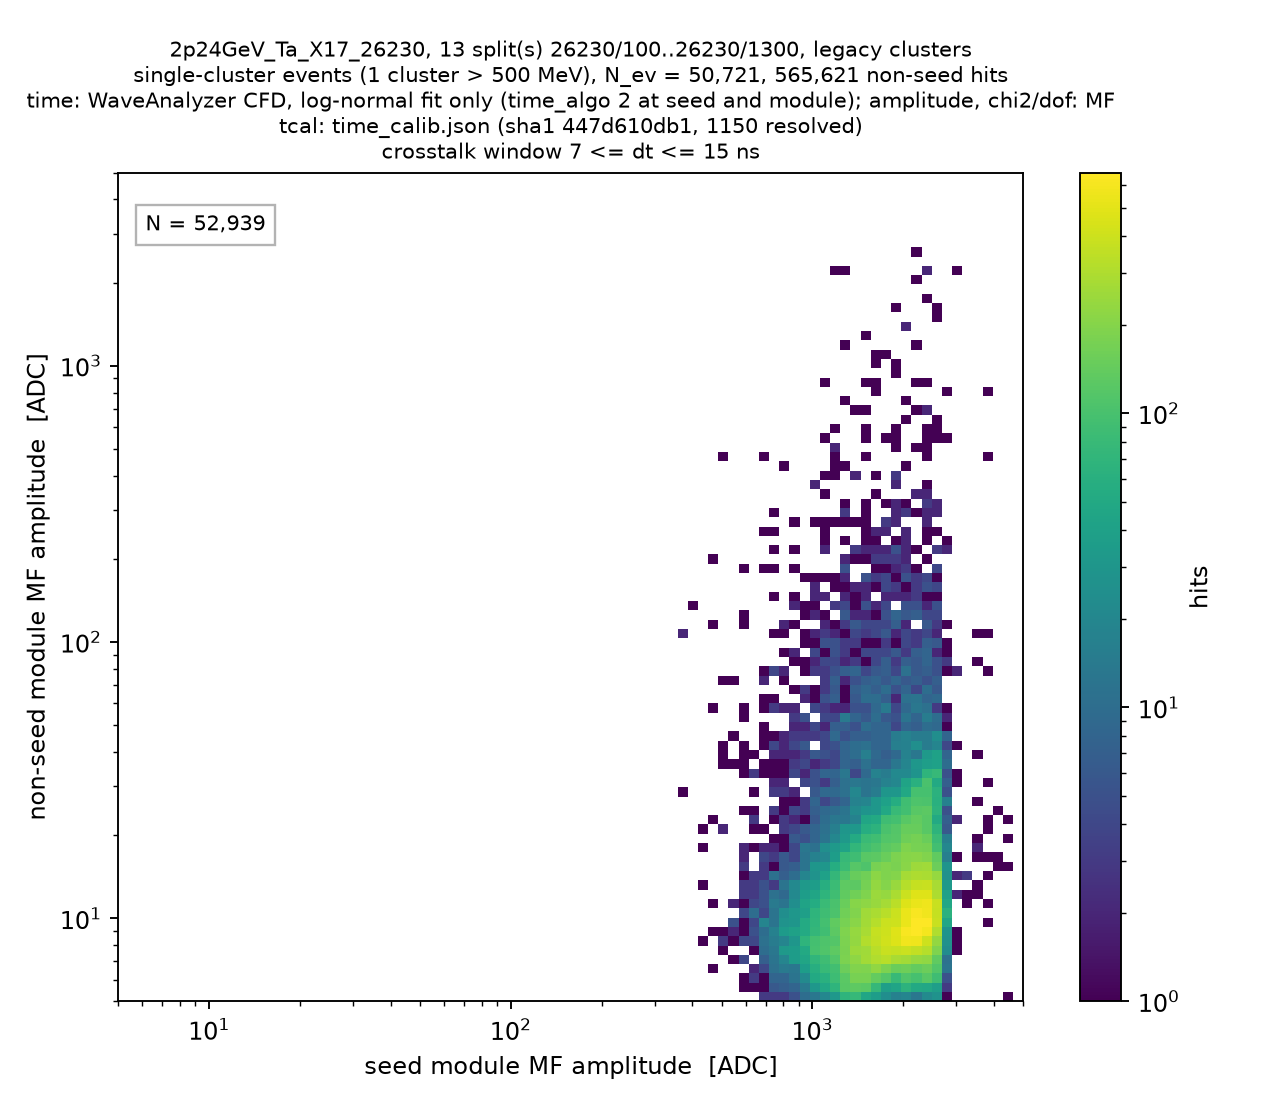 2p24GeV_Ta_X17_26230, 13 split(s) 26230/100..26230/1300, legacy clusters
single-cluster events (1 cluster > 500 MeV), N_ev = 50,721, 565,621 non-seed hits
time: WaveAnalyzer CFD, log-normal fit only (time_algo 2 at seed and module); amplitude, chi2/dof: MF
tcal: time_calib.json (sha1 447d610db1, 1150 resolved)
crosstalk window 7 <= dt <= 15 ns
N = 52,939
non-seed module MF amplitude [ADC]
10³
10²
10¹
10¹ 10² 10³
seed module MF amplitude [ADC]
10²
10¹
10⁰
hits